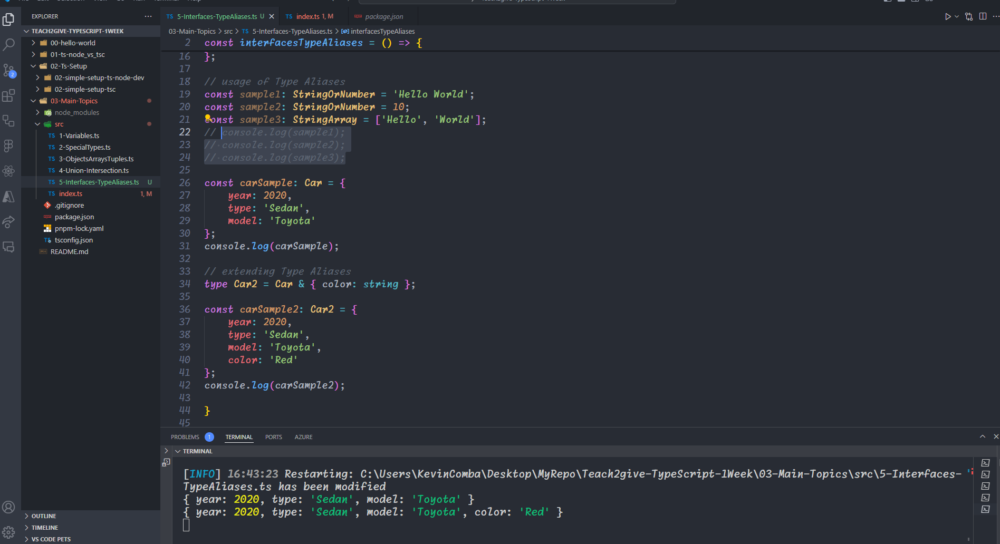 EXPLORER
TEACH2GIVE-TYPESCRIPT-1WEEK
00-hello-world
01-ts-node_vs_tsc
02-Ts-Setup
02-simple-setup-ts-node-dev
02-simple-setup-tsc
03-Main-Topics
node_modules
src
TS 1-Variables.ts
TS 2-SpecialTypes.ts
TS 3-ObjectsArraysTuples.ts
TS 4-Union-Intersection.ts
TS 5-Interfaces-TypeAliases.ts U
TS index.ts 1, M
.gitignore
package.json
pnpm-lock.yaml
TS tsconfig.json
README.md
OUTLINE
TIMELINE
VS CODE PETS
2
TS 5-Interfaces-TypeAliases.ts U
TS index.ts 1, M
package.json
03-Main-Topics > src > TS 5-Interfaces-TypeAliases.ts > interfacesTypeAliases
2 const interfacesTypeAliases = () => {
16 };
17
18 // usage of Type Aliases
19 const sample1: StringOrNumber = 'Hello World';
20 const sample2: StringOrNumber = 10;
21 const sample3: StringArray = ['Hello', 'World'];
22 // console.log(sample1);
23 // console.log(sample2);
24 // console.log(sample3);
25
26 const carSample: Car = {
27 year: 2020,
28 type: 'Sedan',
29 model: 'Toyota'
30 };
31 console.log(carSample);
32
33 // extending Type Aliases
34 type Car2 = Car & { color: string };
35
36 const carSample2: Car2 = {
37 year: 2020,
38 type: 'Sedan',
39 model: 'Toyota',
40 color: 'Red'
41 };
42 console.log(carSample2);
43
44 }
45
PROBLEMS 1 TERMINAL PORTS AZURE
TERMINAL
[INFO] 16:43:23 Restarting: C:\Users\KevinComba\Desktop\MyRepo\Teach2give-TypeScript-1Week\03-Main-Topics\src\5-Interfaces-
TypeAliases.ts has been modified
{ year: 2020, type: 'Sedan', model: 'Toyota' }
{ year: 2020, type: 'Sedan', model: 'Toyota', color: 'Red' }